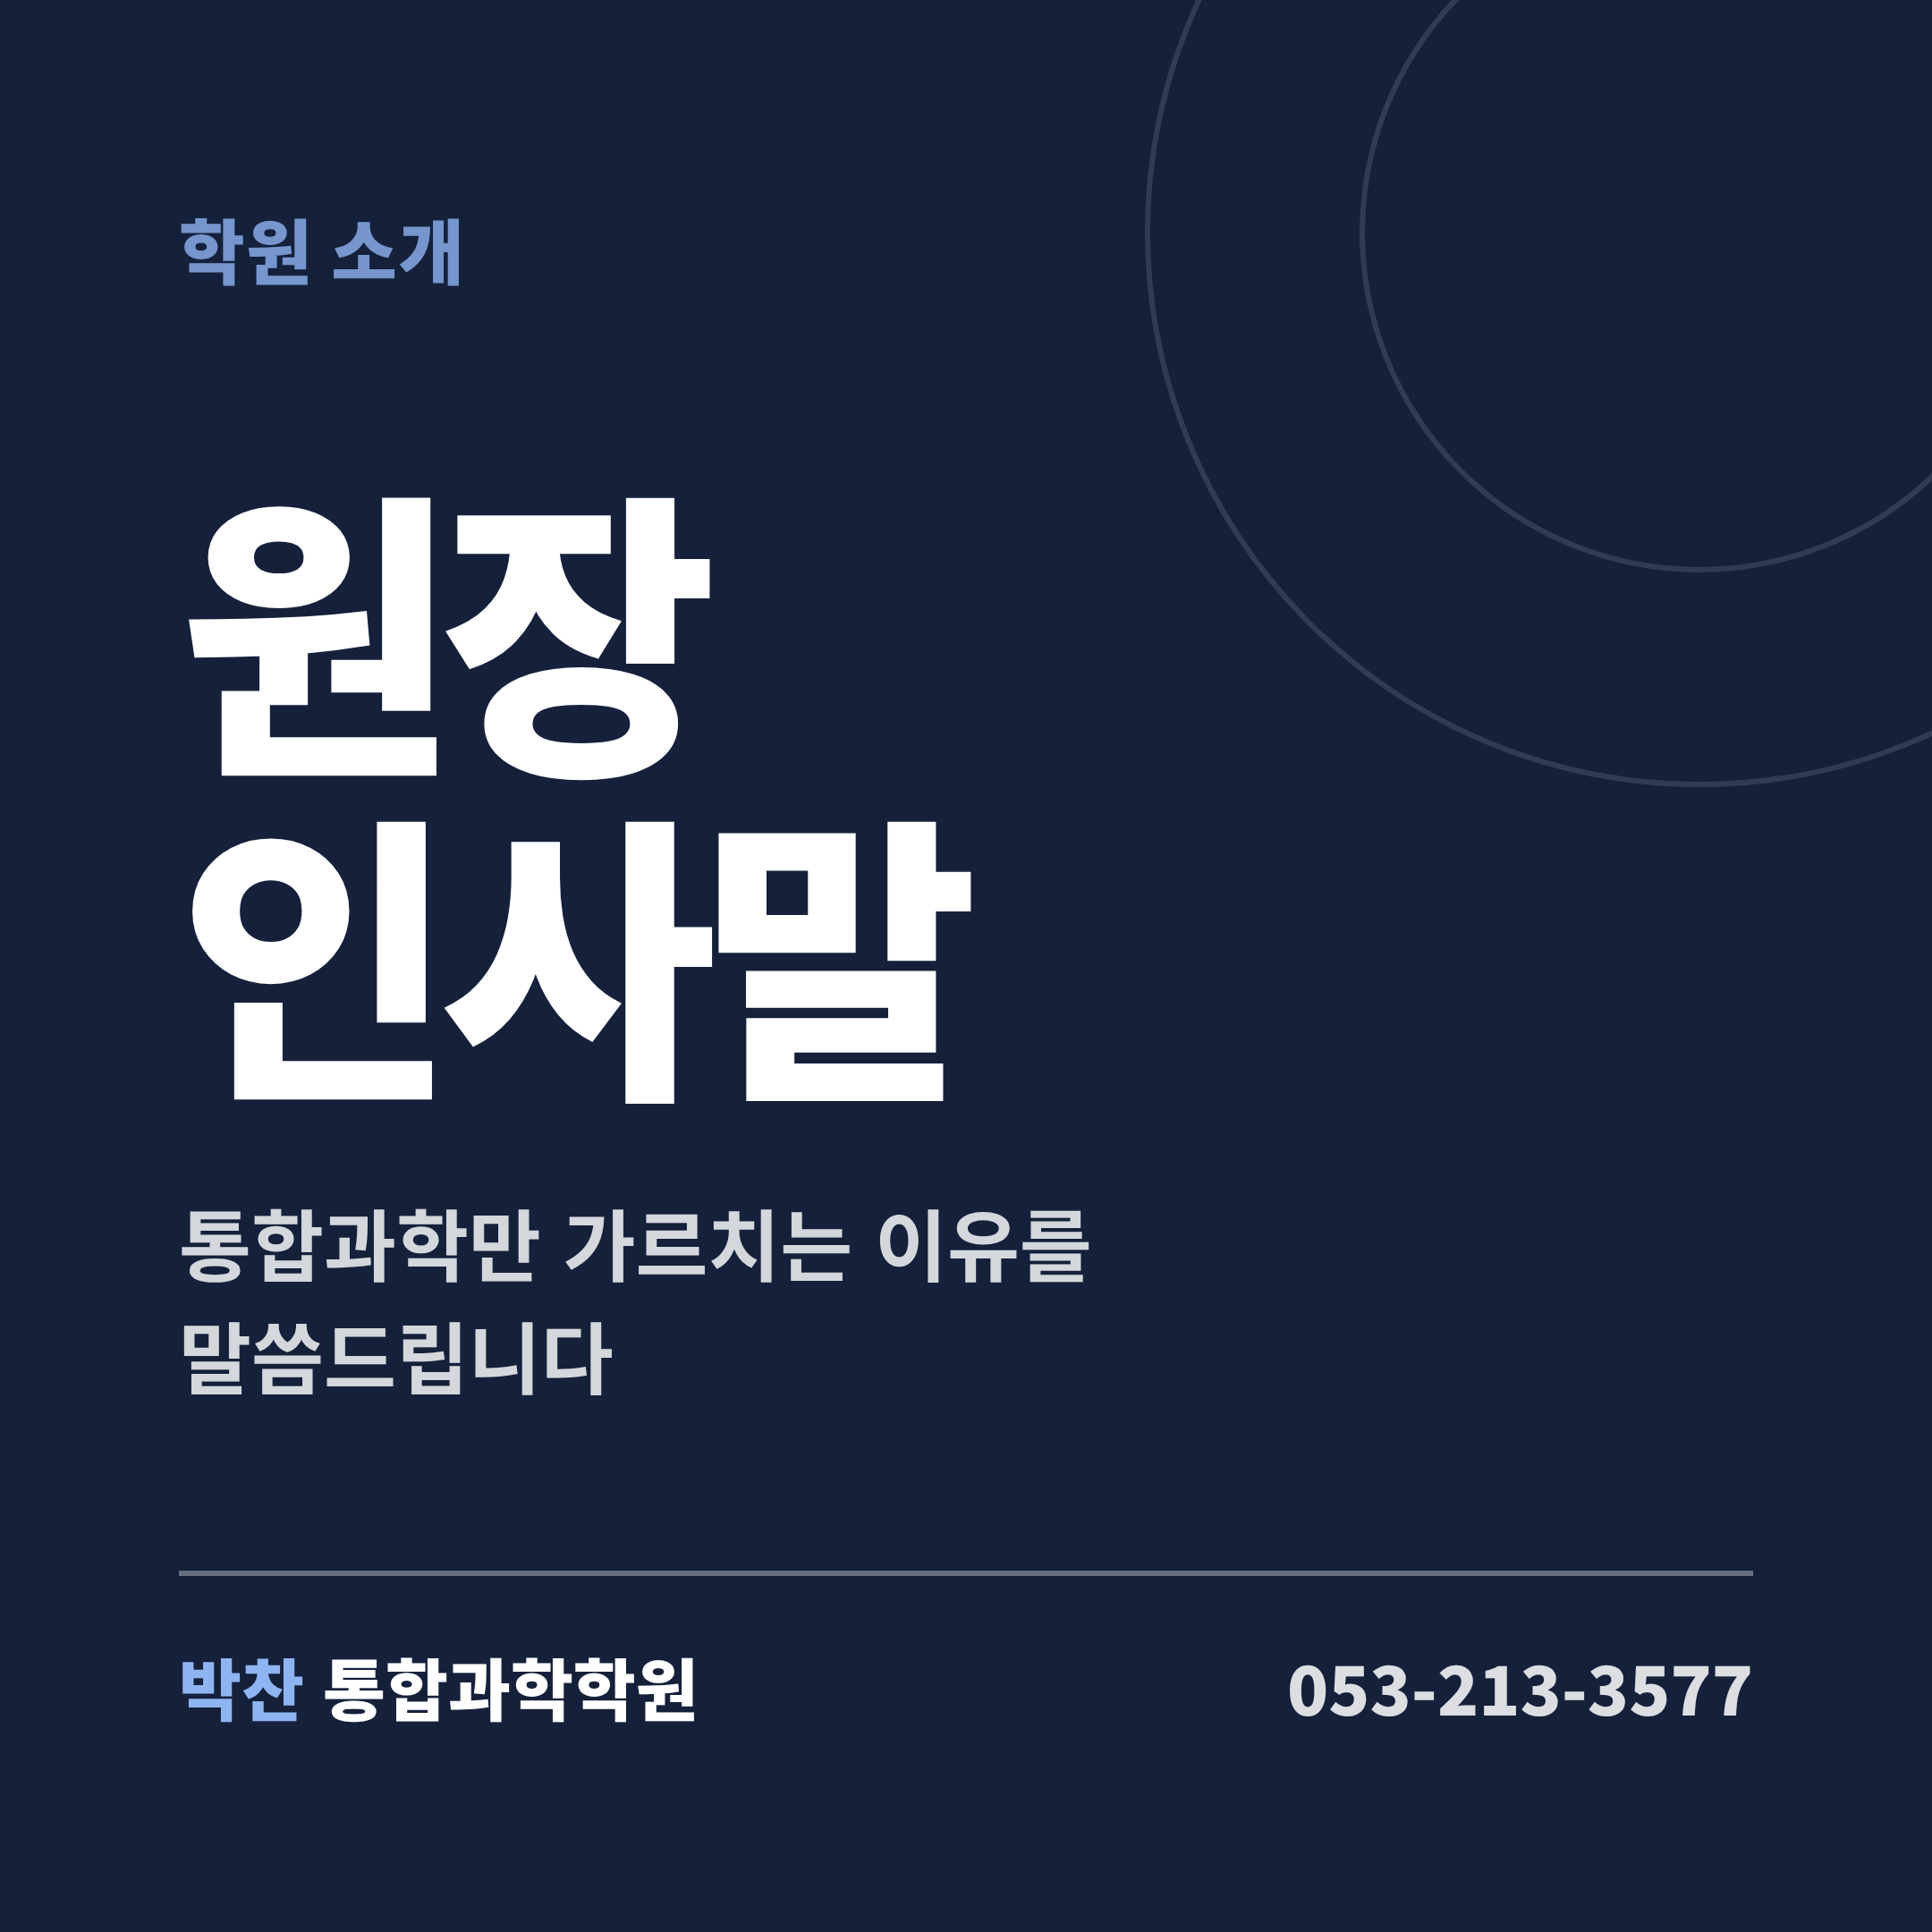 학원 소개
원장
인사말
통합과학만 가르치는 이유를
말씀드립니다
박찬 통합과학학원
053-213-3577